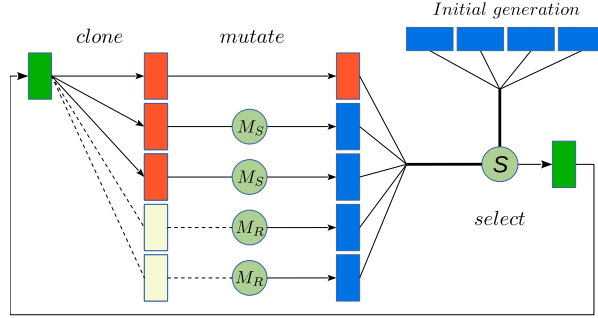 Initial generation
clone
mutate
M_S
M_S
S
select
M_R
M_R